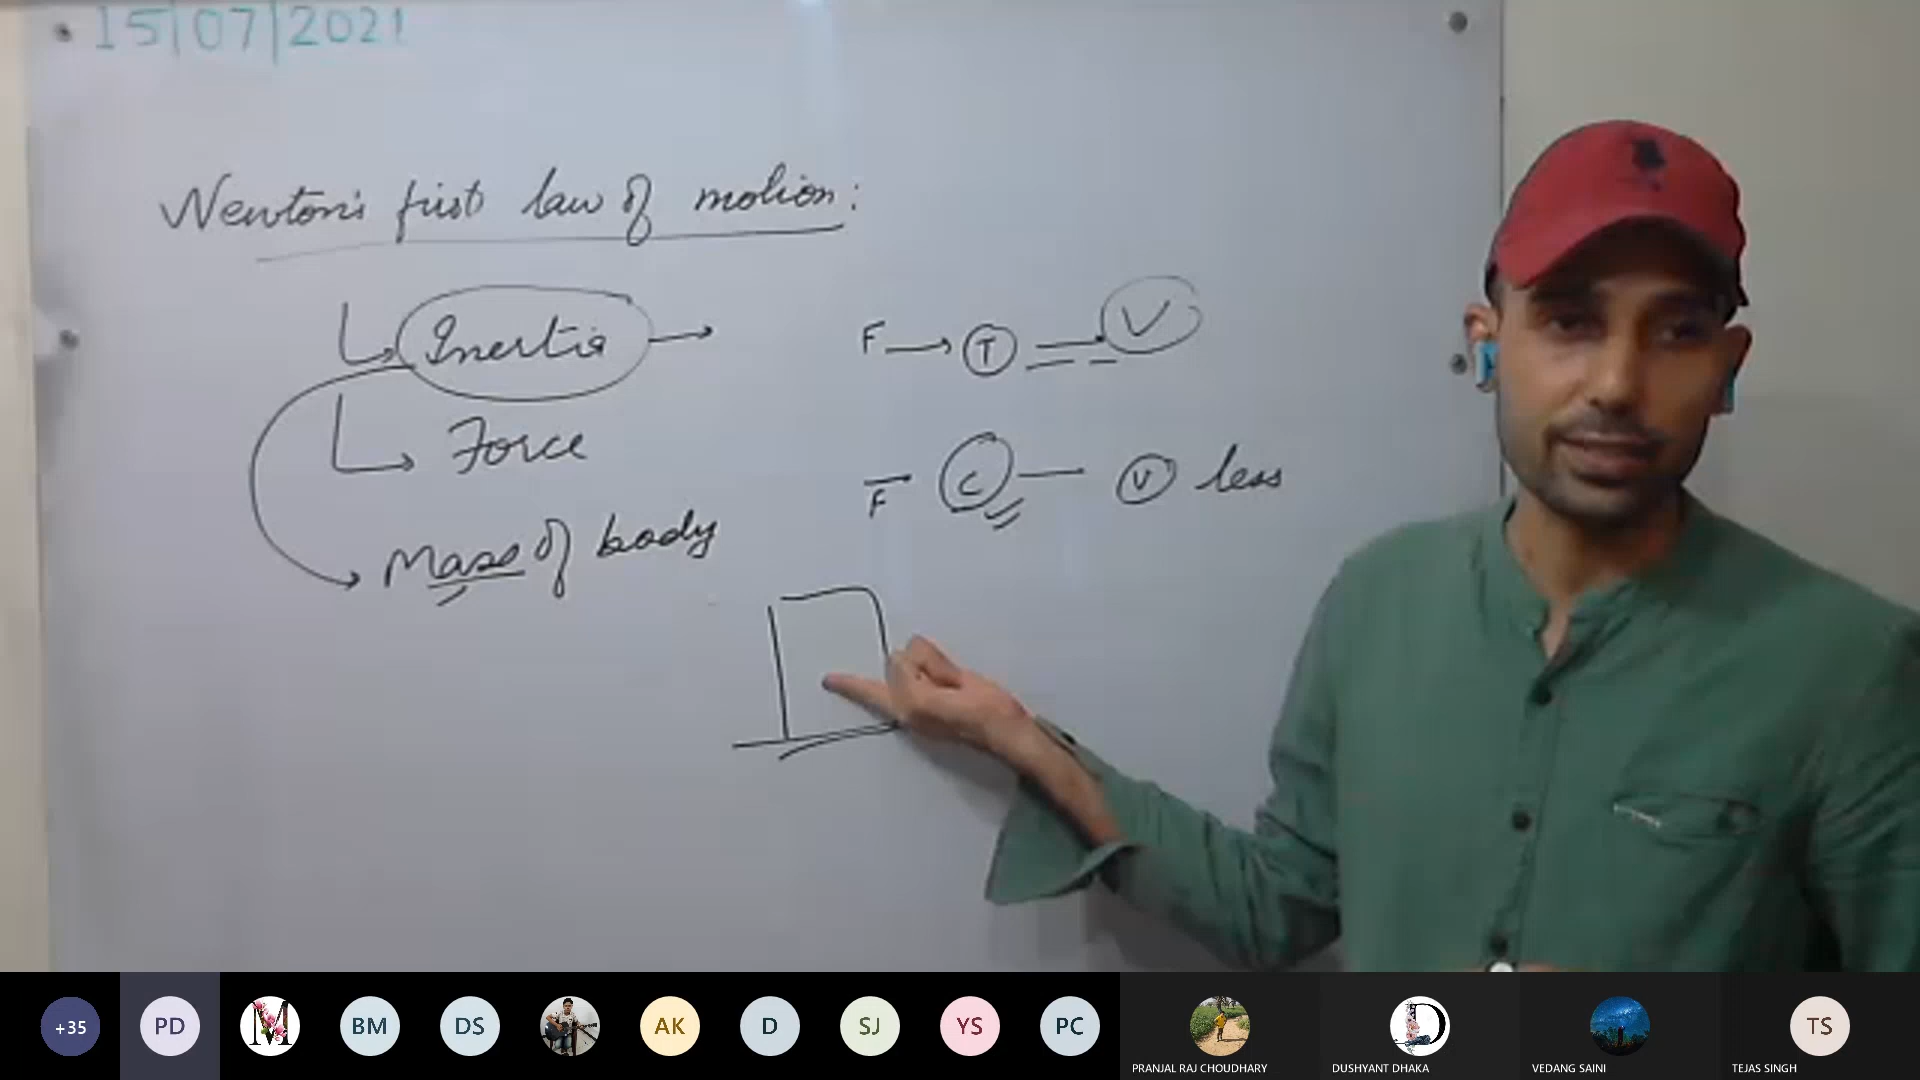 15/07/2021
Newton's first law of motion:
Inertia
F T V
Force
F C V less
Mass of body
+35 PD M BM DS AK D SJ YS PC D TS
PRANJAL RAJ CHOUDHARY DUSHYANT DHAKA VEDANG SAINI TEJAS SINGH